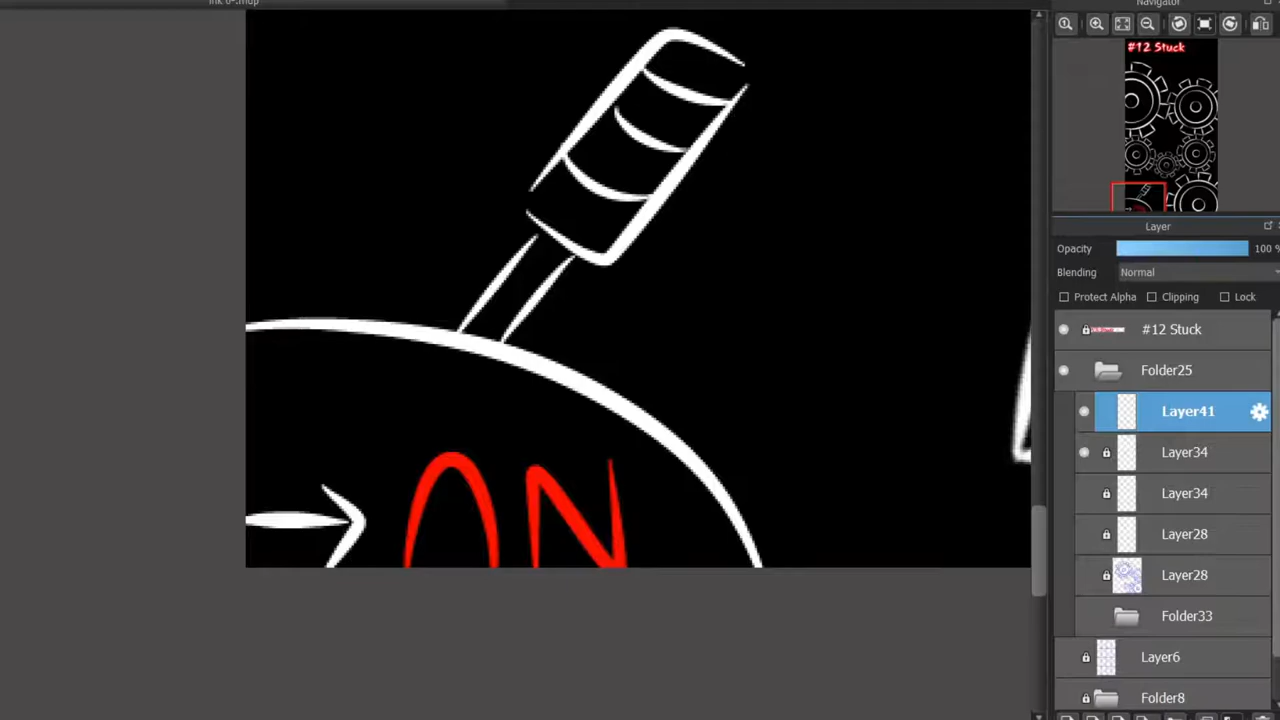 Navigator
#12 Stuck
Layer
Opacity 100 %
Blending Normal
Protect Alpha Clipping Lock
#12 Stuck
Folder25
Layer41
Layer34
Layer34
Layer28
Layer28
Folder33
Layer6
Folder8
ON